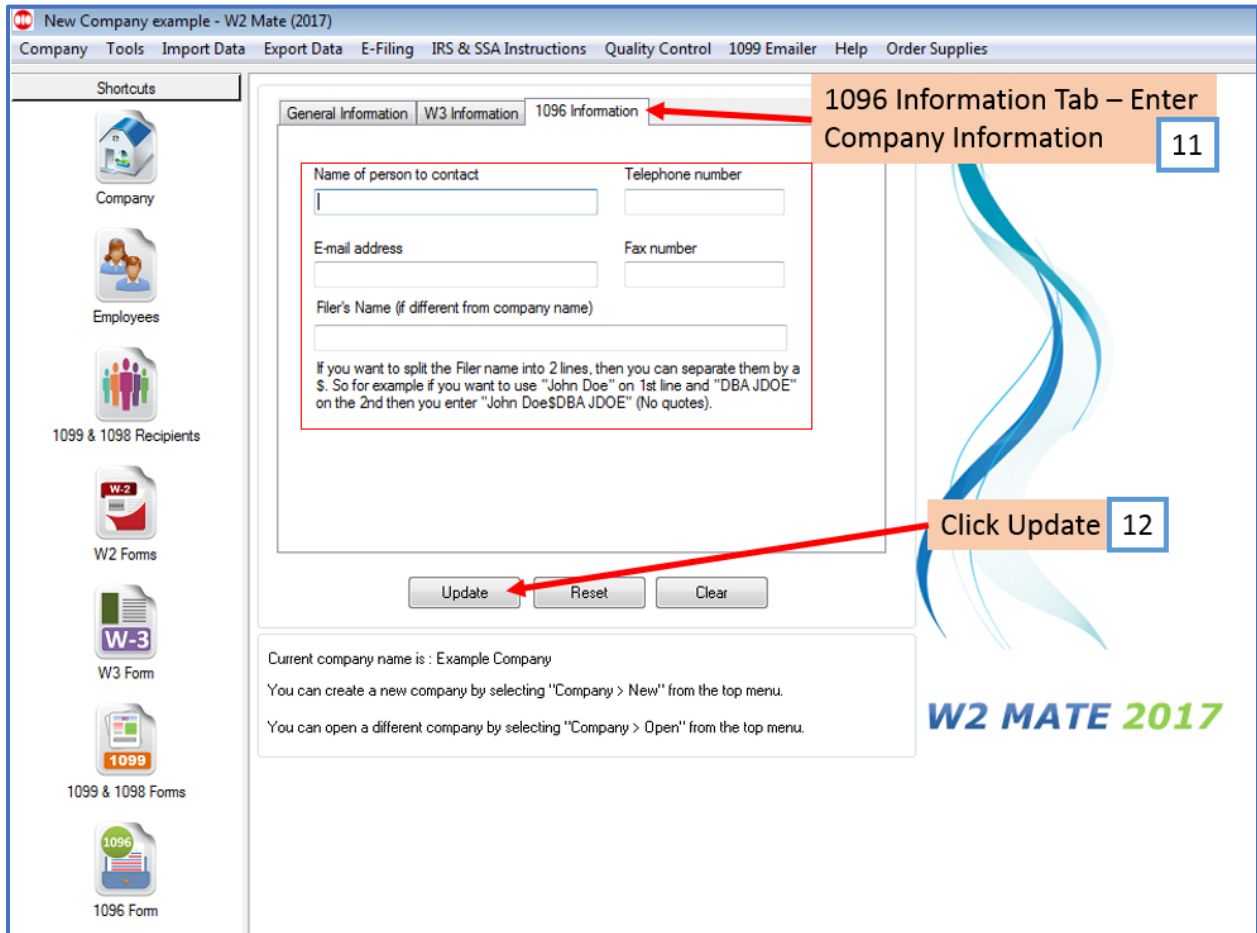 New Company example - W2 Mate (2017)
Company Tools Import Data Export Data E-Filing IRS & SSA Instructions Quality Control 1099 Emailer Help Order Supplies
Shortcuts
Company
Employees
1099 & 1098 Recipients
W-2
W2 Forms
W-3
W3 Form
1099
1099 & 1098 Forms
1096
1096 Form
General Information W3 Information 1096 Information
1096 Information Tab – Enter
Company Information 11
Name of person to contact Telephone number
E-mail address Fax number
Filer's Name (if different from company name)
If you want to split the Filer name into 2 lines, then you can separate them by a
$. So for example if you want to use "John Doe" on 1st line and "DBA JDOE"
on the 2nd then you enter "John Doe$DBA JDOE" (No quotes).
Click Update 12
Update Reset Clear
Current company name is : Example Company
You can create a new company by selecting "Company > New" from the top menu.
You can open a different company by selecting "Company > Open" from the top menu.
W2 MATE 2017